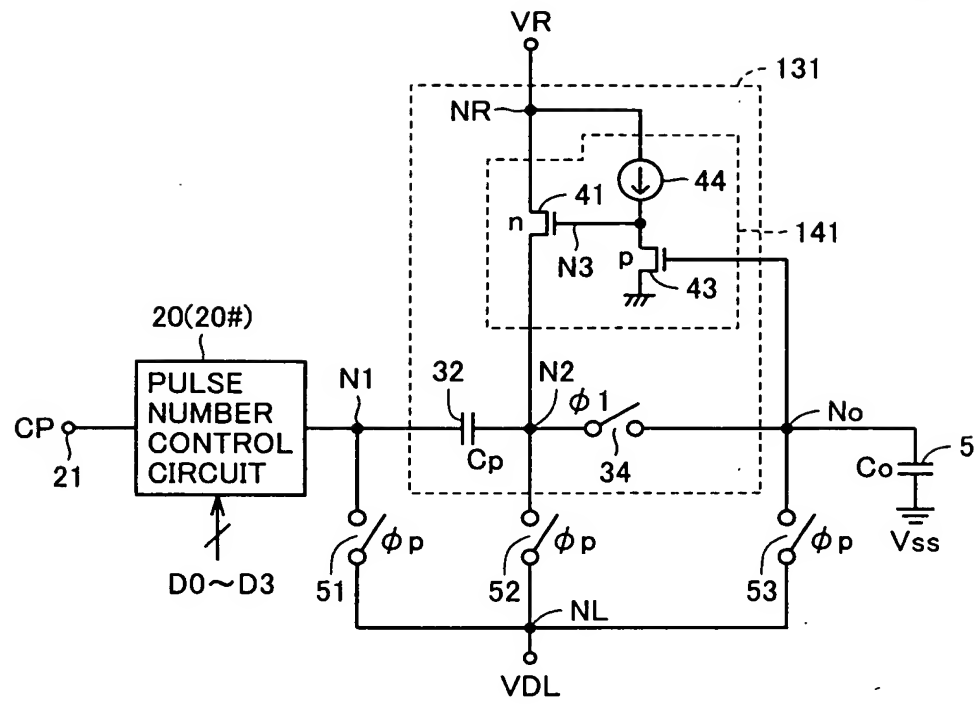 VR
131
NR
44
41
n
N3
p
43
141
20(20#)
PULSE
NUMBER
CONTROL
CIRCUIT
CP
21
D0~D3
N1
32
Cp
N2
ϕ1
34
No
5
Co
Vss
51
ϕp
52
ϕp
53
ϕp
NL
VDL